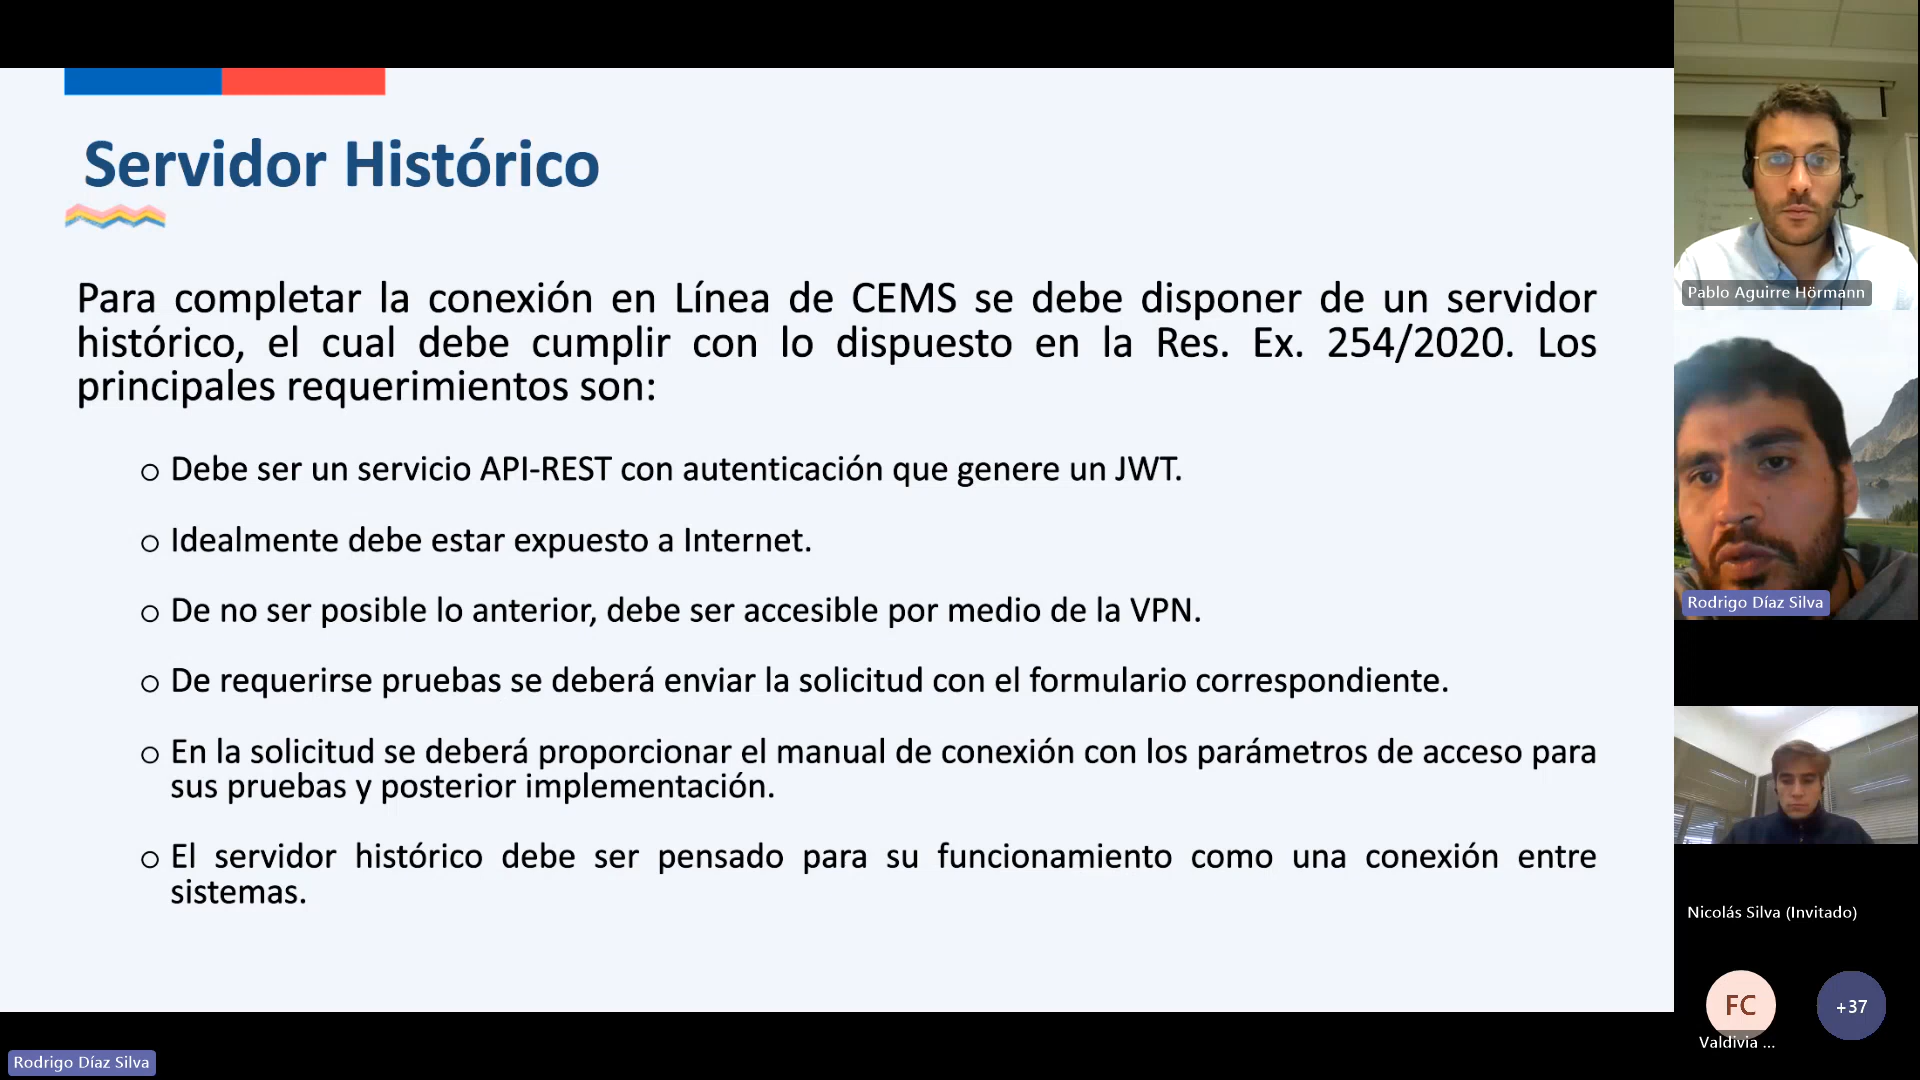 Servidor Histórico
Para completar la conexión en Línea de CEMS se debe disponer de un servidor
histórico, el cual debe cumplir con lo dispuesto en la Res. Ex. 254/2020. Los
principales requerimientos son:
o Debe ser un servicio API-REST con autenticación que genere un JWT.
o Idealmente debe estar expuesto a Internet.
o De no ser posible lo anterior, debe ser accesible por medio de la VPN.
o De requerirse pruebas se deberá enviar la solicitud con el formulario correspondiente.
o En la solicitud se deberá proporcionar el manual de conexión con los parámetros de acceso para
sus pruebas y posterior implementación.
o El servidor histórico debe ser pensado para su funcionamiento como una conexión entre
sistemas.
Pablo Aguirre Hörmann
Rodrigo Díaz Silva
Nicolás Silva (Invitado)
FC
+37
Valdivia ...
Rodrigo Díaz Silva